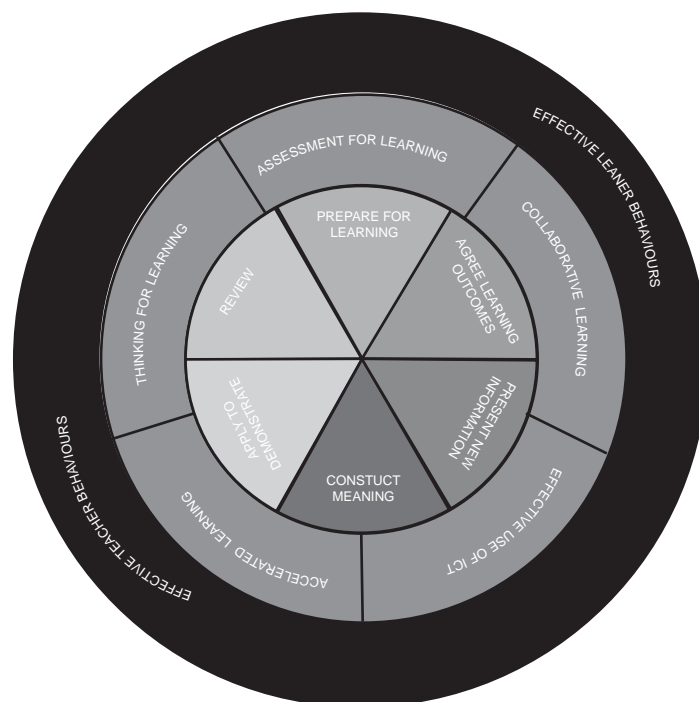 EFFECTIVE LEANER BEHAVIOURS
EFFECTIVE TEACHER BEHAVIOURS
ASSESSMENT FOR LEARNING
COLLABORATIVE LEARNING
EFFECTIVE USE OF ICT
ACCELERATED LEARNING
THINKING FOR LEARNING
PREPARE FOR
LEARNING
AGREE LEARNING
OUTCOMES
PRESENT NEW
INFORMATION
CONSTUCT
MEANING
APPLY TO
DEMONSTRATE
REVIEW